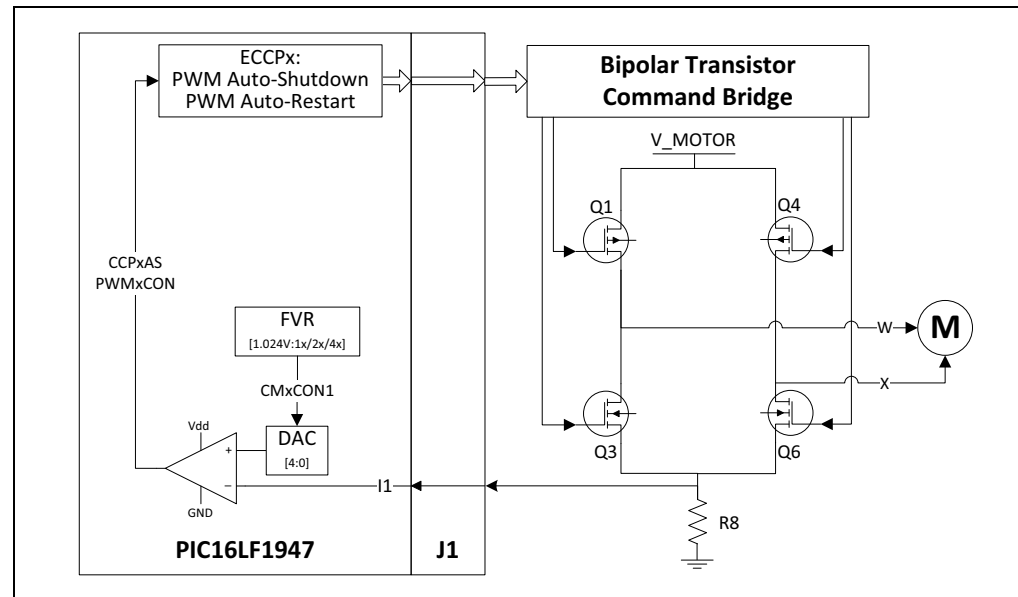 ECCPx:
PWM Auto-Shutdown
PWM Auto-Restart
Bipolar Transistor
Command Bridge
V_MOTOR
Q1
Q4
CCPxAS
PWMxCON
FVR
[1.024V:1x/2x/4x]
W
M
CMxCON1
X
Vdd
+
DAC
[4:0]
–
GND
I1
Q3
Q6
R8
PIC16LF1947
J1